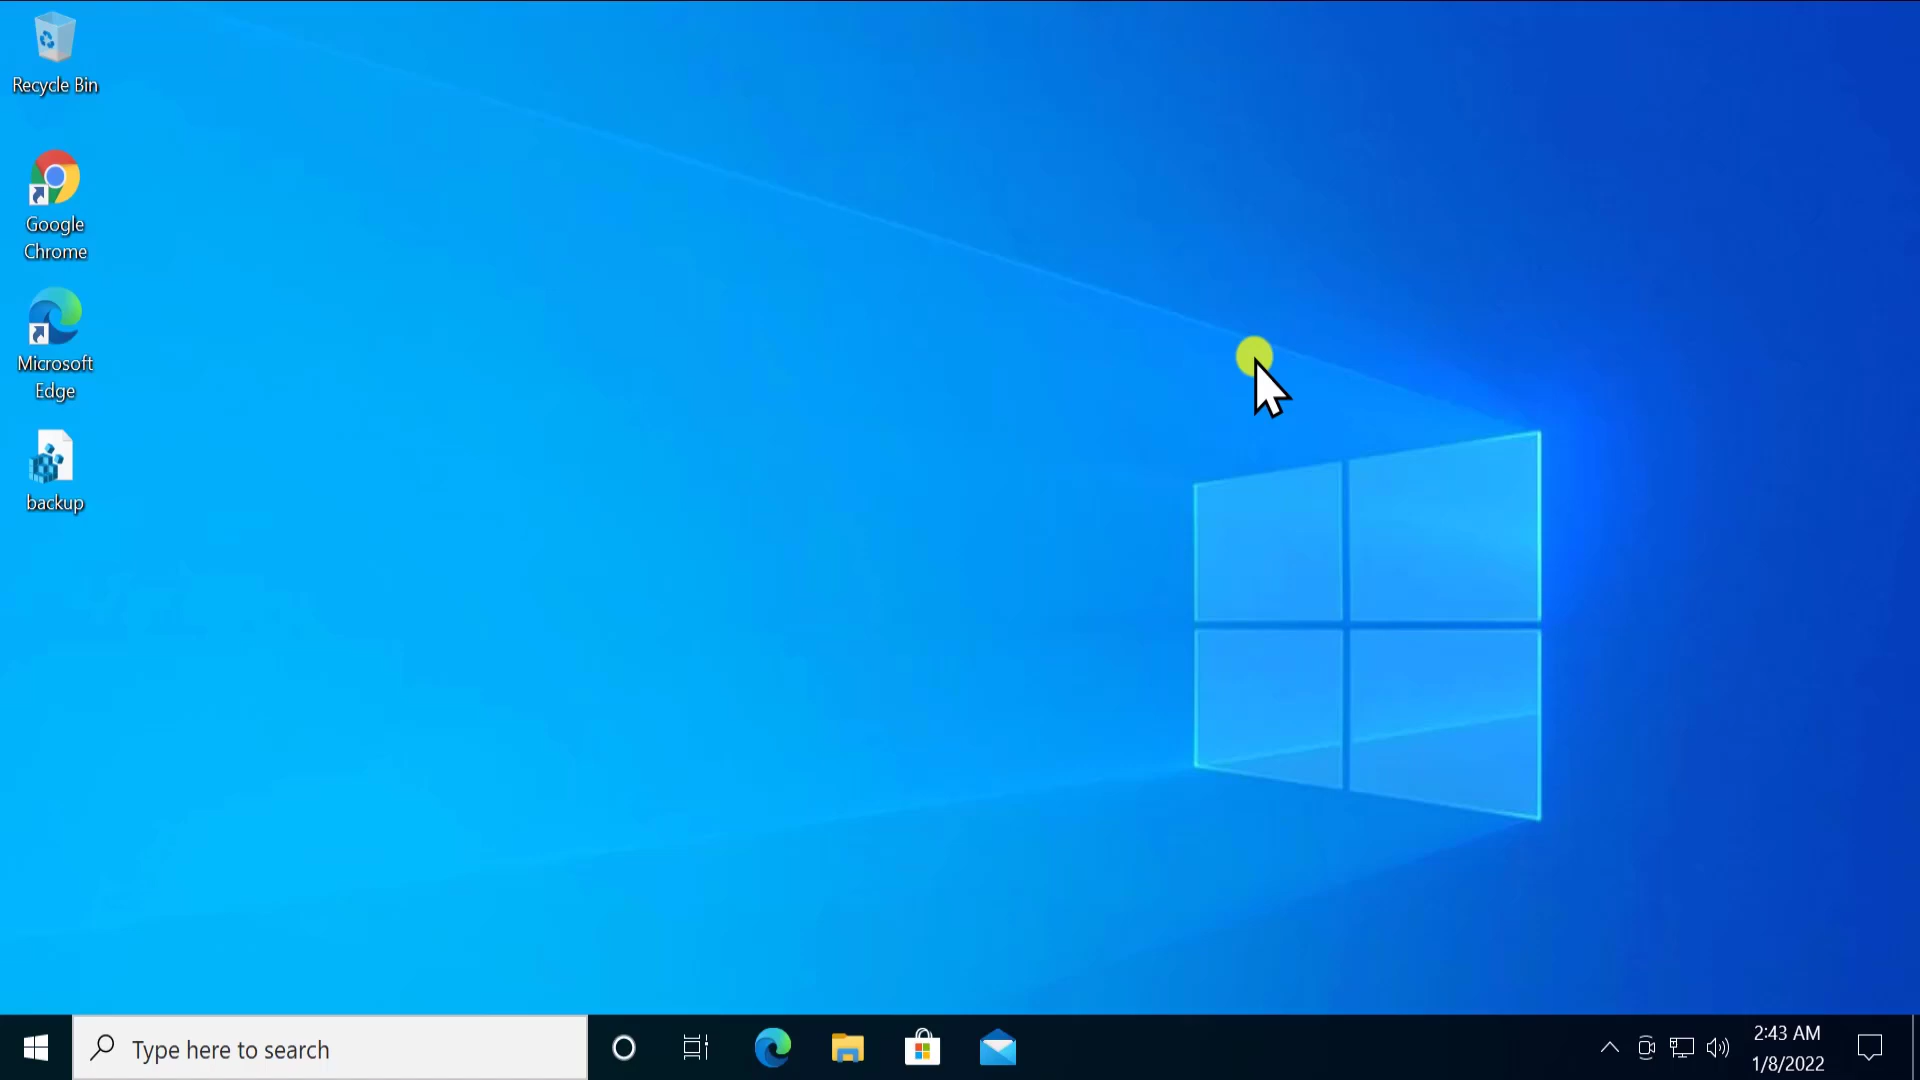 Recycle Bin
Google
Chrome
Microsoft
Edge
backup
Type here to search
2:43 AM
1/8/2022